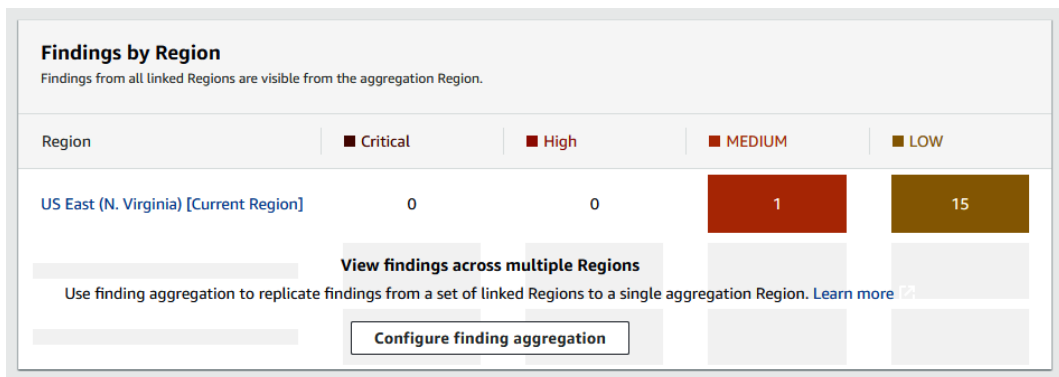 Findings by Region
Findings from all linked Regions are visible from the aggregation Region.
Region Critical High MEDIUM LOW
US East (N. Virginia) [Current Region] 0 0 1 15
View findings across multiple Regions
Use finding aggregation to replicate findings from a set of linked Regions to a single aggregation Region. Learn more
Configure finding aggregation